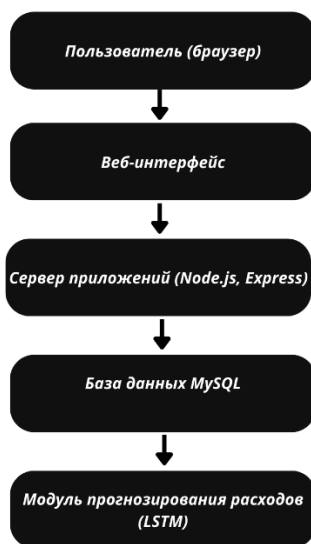 Пользователь (браузер)
Веб-интерфейс
Сервер приложений (Node.js, Express)
База данных MySQL
Модуль прогнозирования расходов
(LSTM)